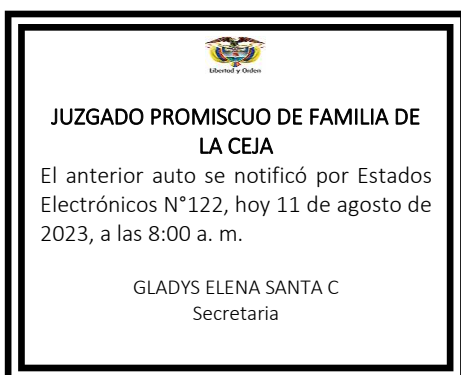 Libertad y Orden
JUZGADO PROMISCUO DE FAMILIA DE
LA CEJA
El anterior auto se notificó por Estados
Electrónicos N°122, hoy 11 de agosto de
2023, a las 8:00 a. m.
GLADYS ELENA SANTA C
Secretaria